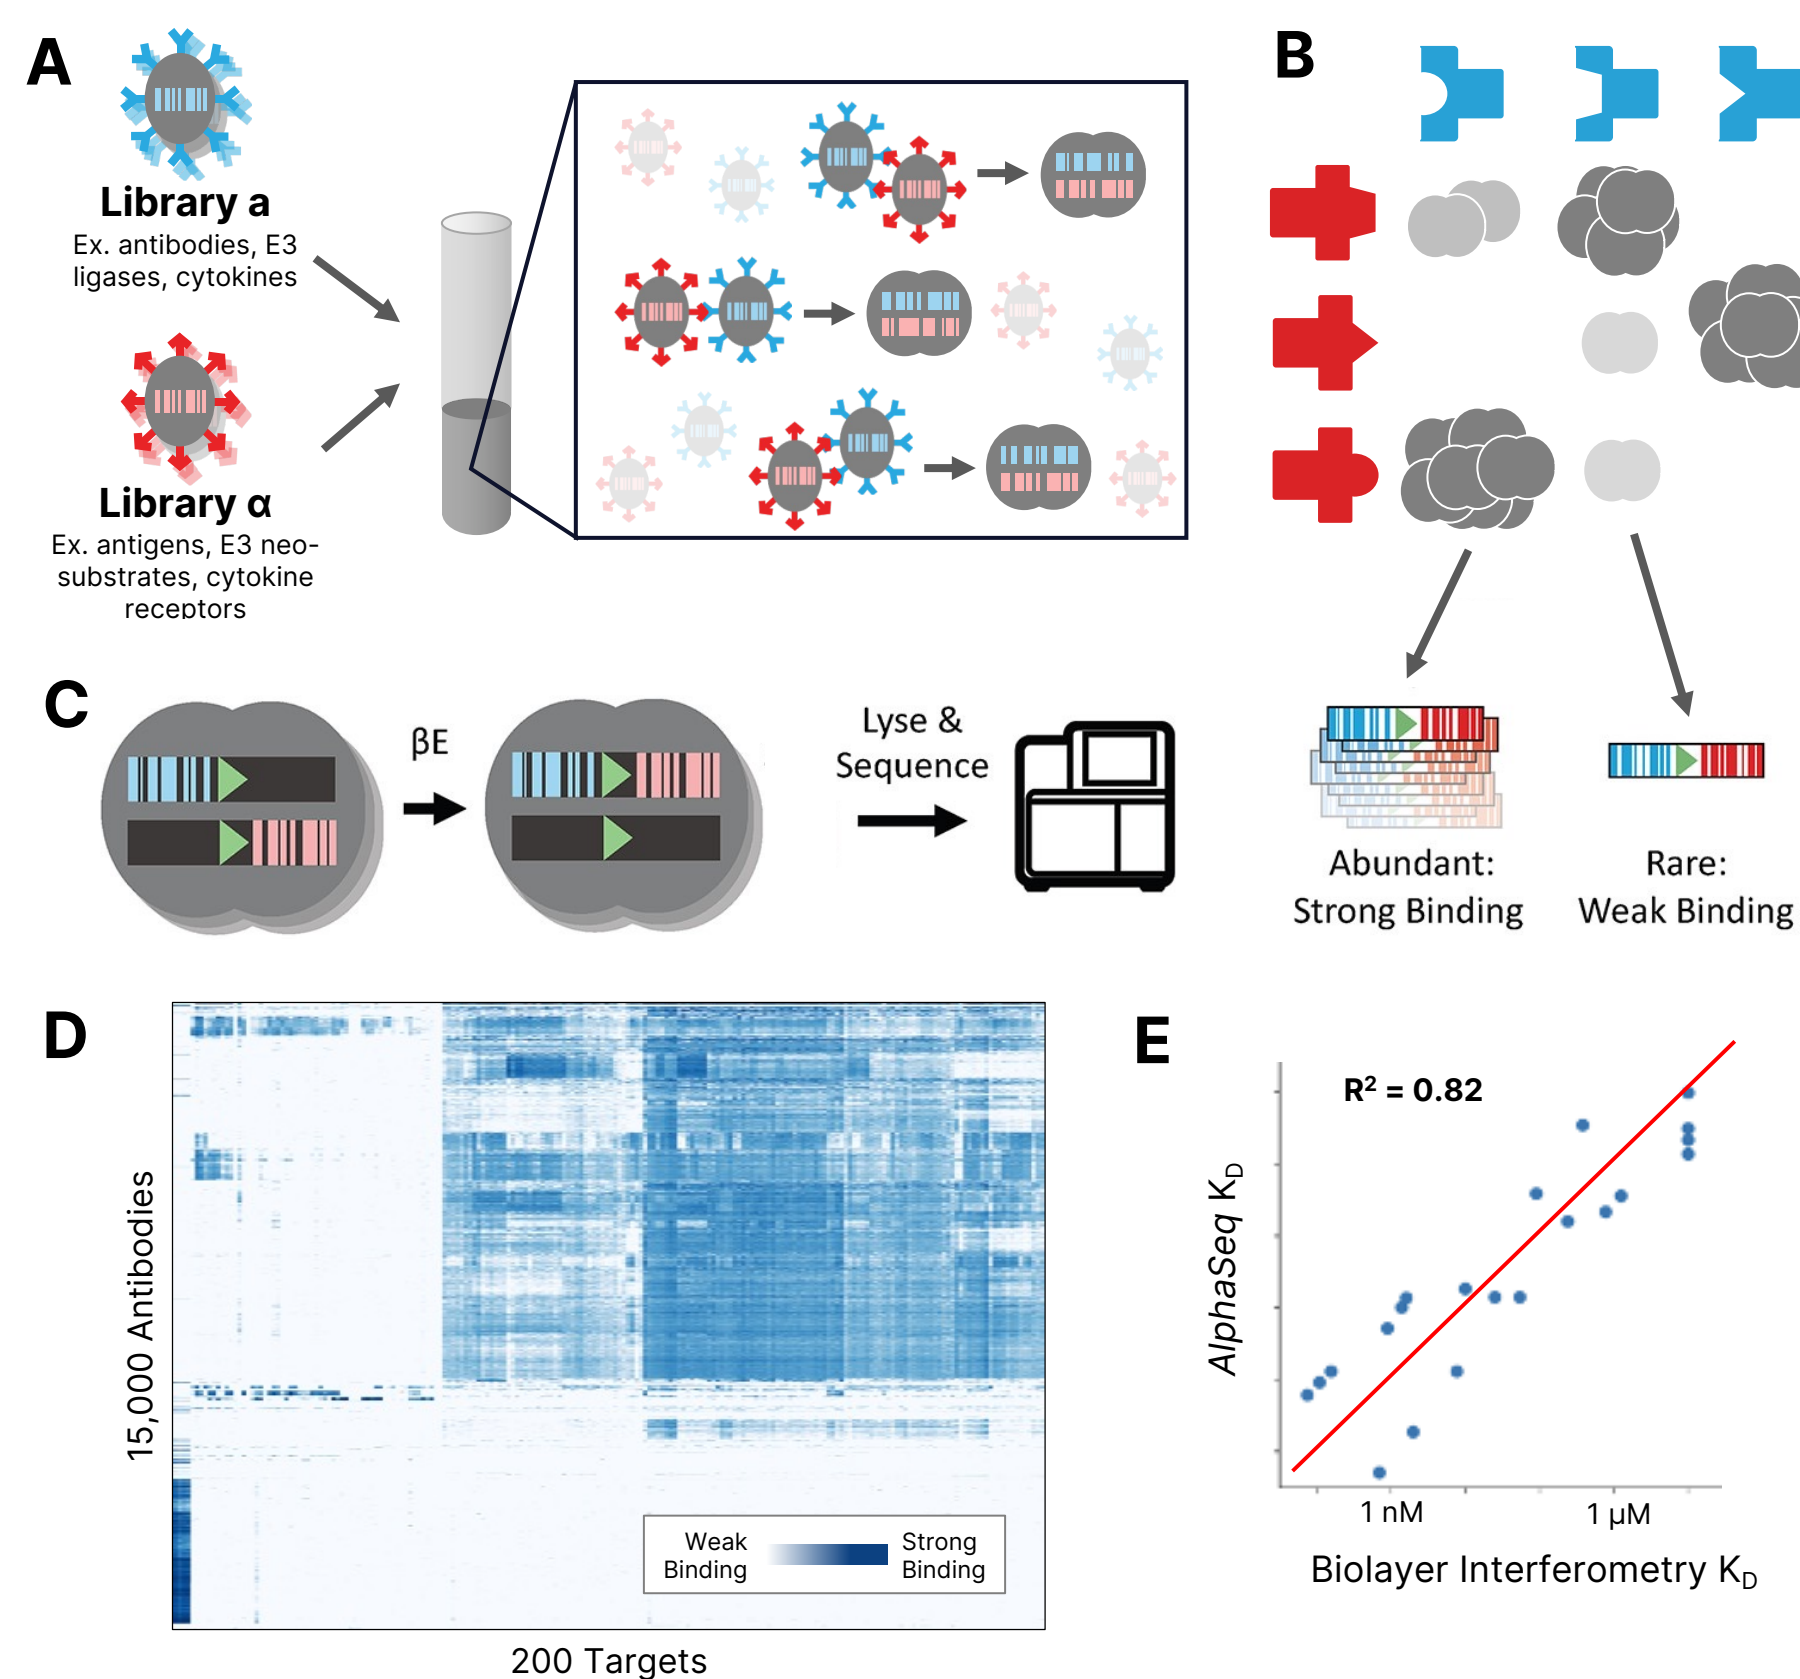 A
Library a
Ex. antibodies, E3
ligases, cytokines
Library α
Ex. antigens, E3 neo-
substrates, cytokine
receptors
B
Abundant:
Strong Binding
Rare:
Weak Binding
C
βE
Lyse &
Sequence
D
15,000 Antibodies
Weak
Binding
Strong
Binding
200 Targets
E
R² = 0.82
AlphaSeq K_D
1 nM
1 µM
Biolayer Interferometry K_D